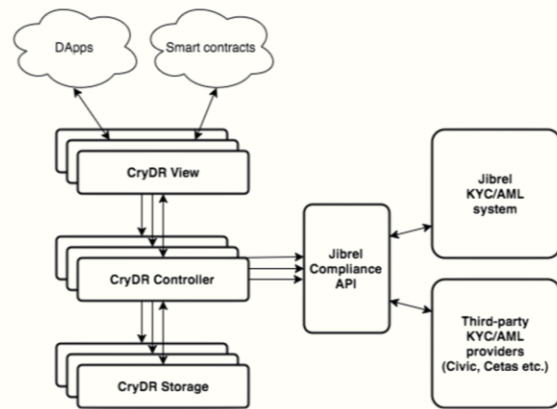 DApps
Smart contracts
CryDR View
CryDR Controller
CryDR Storage
Jibrel
Compliance
API
Jibrel
KYC/AML
system
Third-party
KYC/AML
providers
(Civic, Cetas etc.)